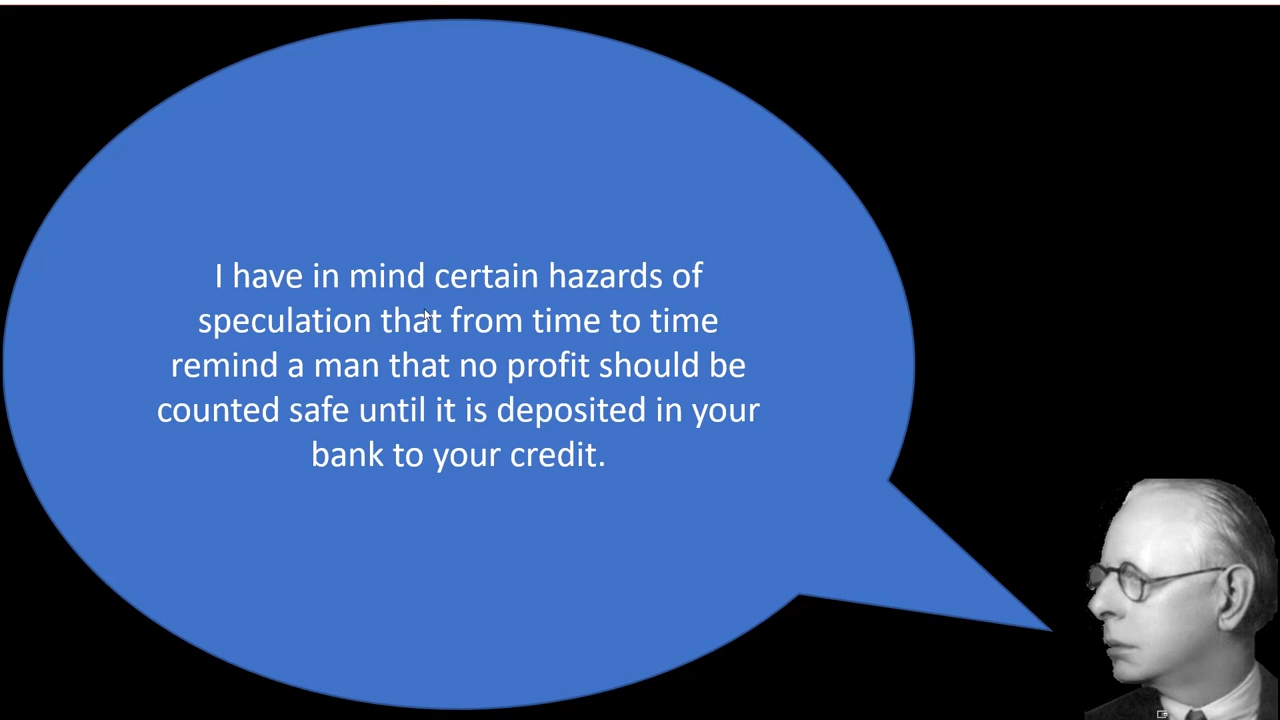 I have in mind certain hazards of
speculation that from time to time
remind a man that no profit should be
counted safe until it is deposited in your
bank to your credit.